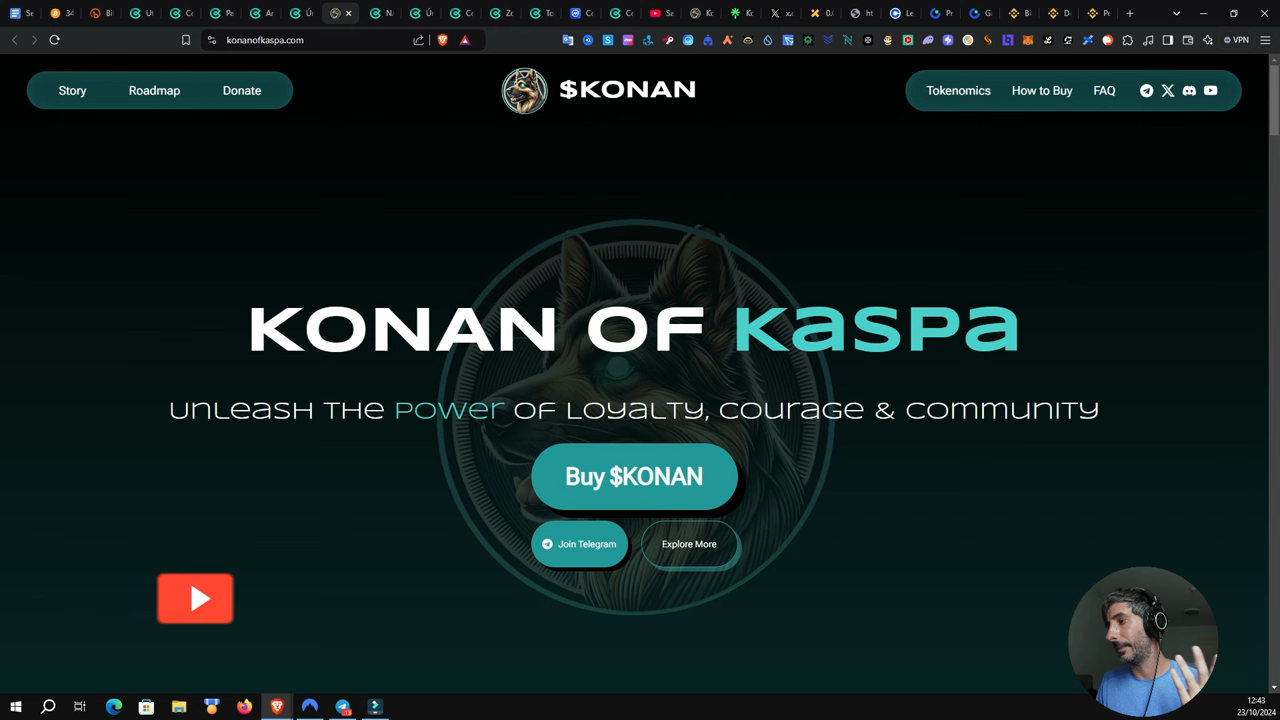 konanofkaspa.com
VPN
Story
Roadmap
Donate
$KONAN
Tokenomics
How to Buy
FAQ
KONAN OF Kaspa
Unleash the Power of Loyalty, Courage & Community
Buy $KONAN
Join Telegram
Explore More
12:43
23/10/2024